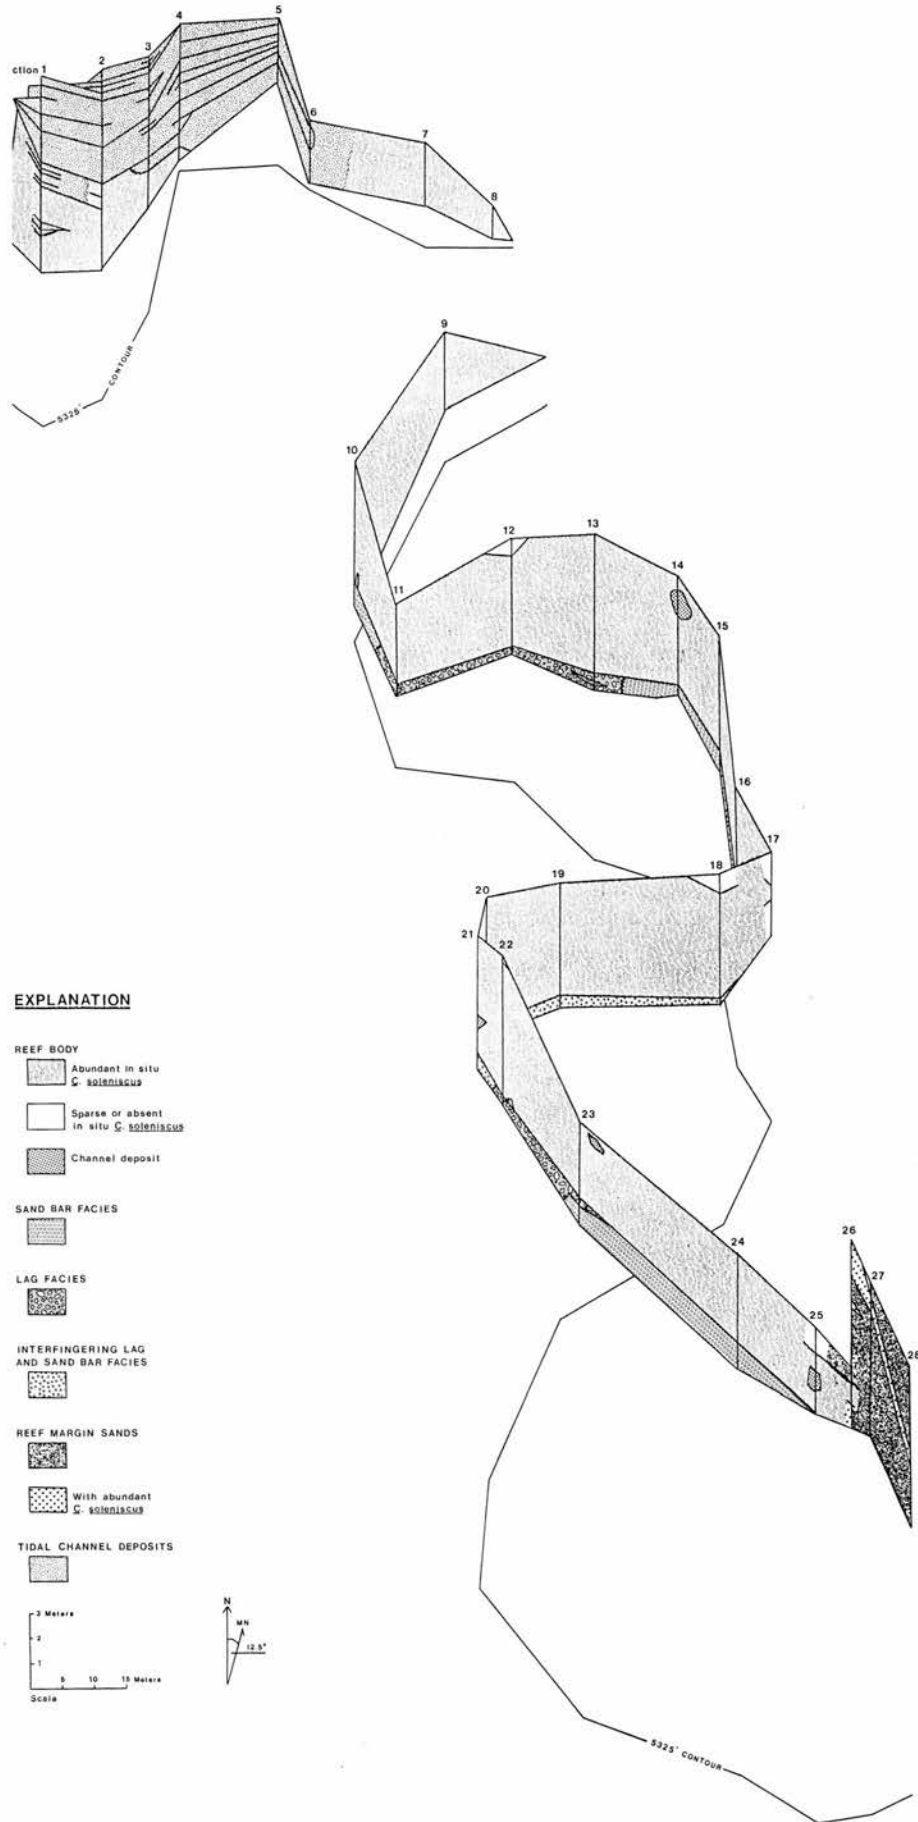 ction 1
2
3
4
5
6
7
8
5325' CONTOUR
9
10
11
12
13
14
15
16
17
18
19
20
21
22
23
24
25
26
27
28
EXPLANATION
REEF BODY
Abundant in situ
C. soleniscus
Sparse or absent
in situ C. soleniscus
Channel deposit
SAND BAR FACIES
LAG FACIES
INTERFINGERING LAG
AND SAND BAR FACIES
REEF MARGIN SANDS
With abundant
C. soleniscus
TIDAL CHANNEL DEPOSITS
3 Meters
2
1
5 10 15 Meters
Scale
N
MN
12.5°
5325' CONTOUR